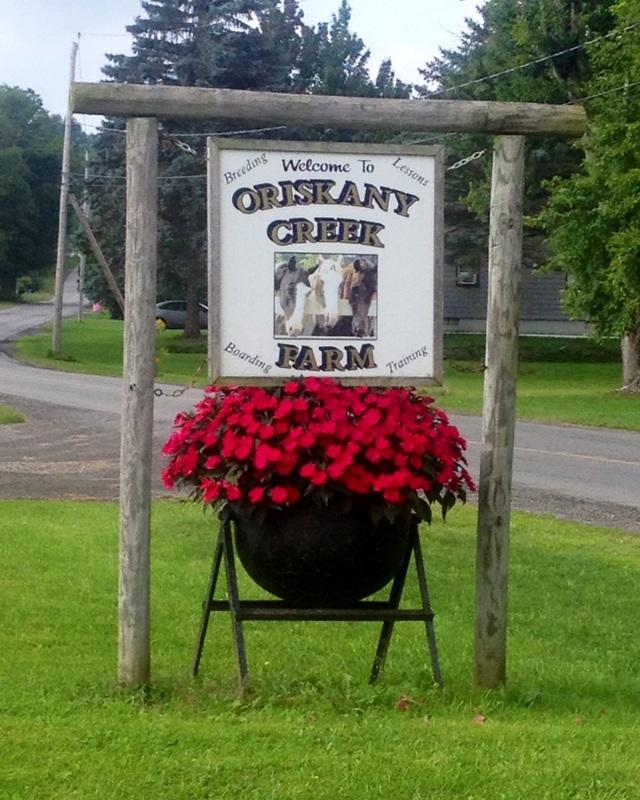 Breeding
Welcome To
Lessons
ORISKANY
CREEK
FARM
Boarding
Training